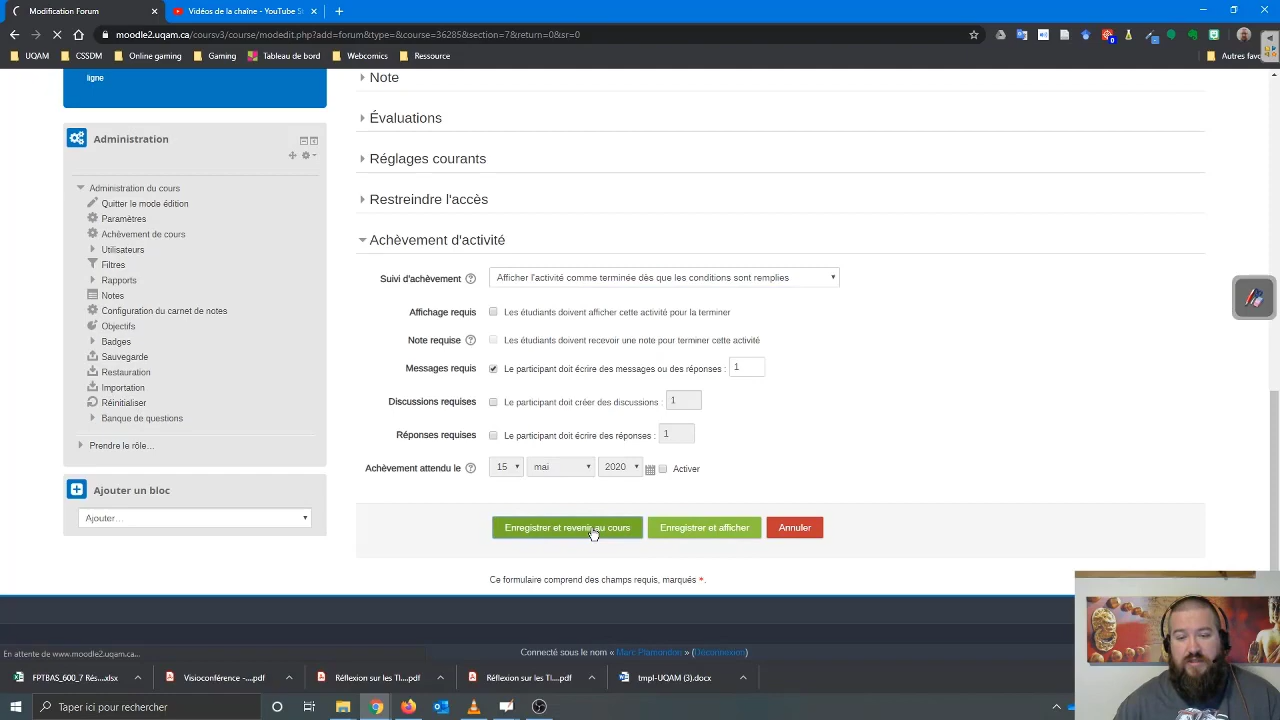 Modification Forum
Vidéos de la chaîne - YouTube St
moodle2.uqam.ca/coursv3/course/modedit.php?add=forum&type=&course=36285&section=7&return=0&sr=0
UQAM
CSSDM
Online gaming
Gaming
Tableau de bord
Webcomics
Ressource
Autres favo
ligne
Administration
Administration du cours
Quitter le mode édition
Paramètres
Achèvement de cours
Utilisateurs
Filtres
Rapports
Notes
Configuration du carnet de notes
Objectifs
Badges
Sauvegarde
Restauration
Importation
Réinitialiser
Banque de questions
Prendre le rôle…
Ajouter un bloc
Ajouter…
Note
Évaluations
Réglages courants
Restreindre l'accès
Achèvement d'activité
Suivi d'achèvement
Afficher l'activité comme terminée dès que les conditions sont remplies
Affichage requis
Les étudiants doivent afficher cette activité pour la terminer
Note requise
Les étudiants doivent recevoir une note pour terminer cette activité
Messages requis
Le participant doit écrire des messages ou des réponses : 1
Discussions requises
Le participant doit créer des discussions : 1
Réponses requises
Le participant doit écrire des réponses : 1
Achèvement attendu le
15 mai 2020 Activer
Enregistrer et revenir au cours
Enregistrer et afficher
Annuler
Ce formulaire comprend des champs requis, marqués *.
En attente de www.moodle2.uqam.ca...
Connecté sous le nom « Marc Plamondon » (Déconnexion)
FPTBAS_600_7 Rés....xlsx
Visioconférence -....pdf
Réflexion sur les TI....pdf
Réflexion sur les TI....pdf
tmpl-UQAM (3).docx
Taper ici pour rechercher